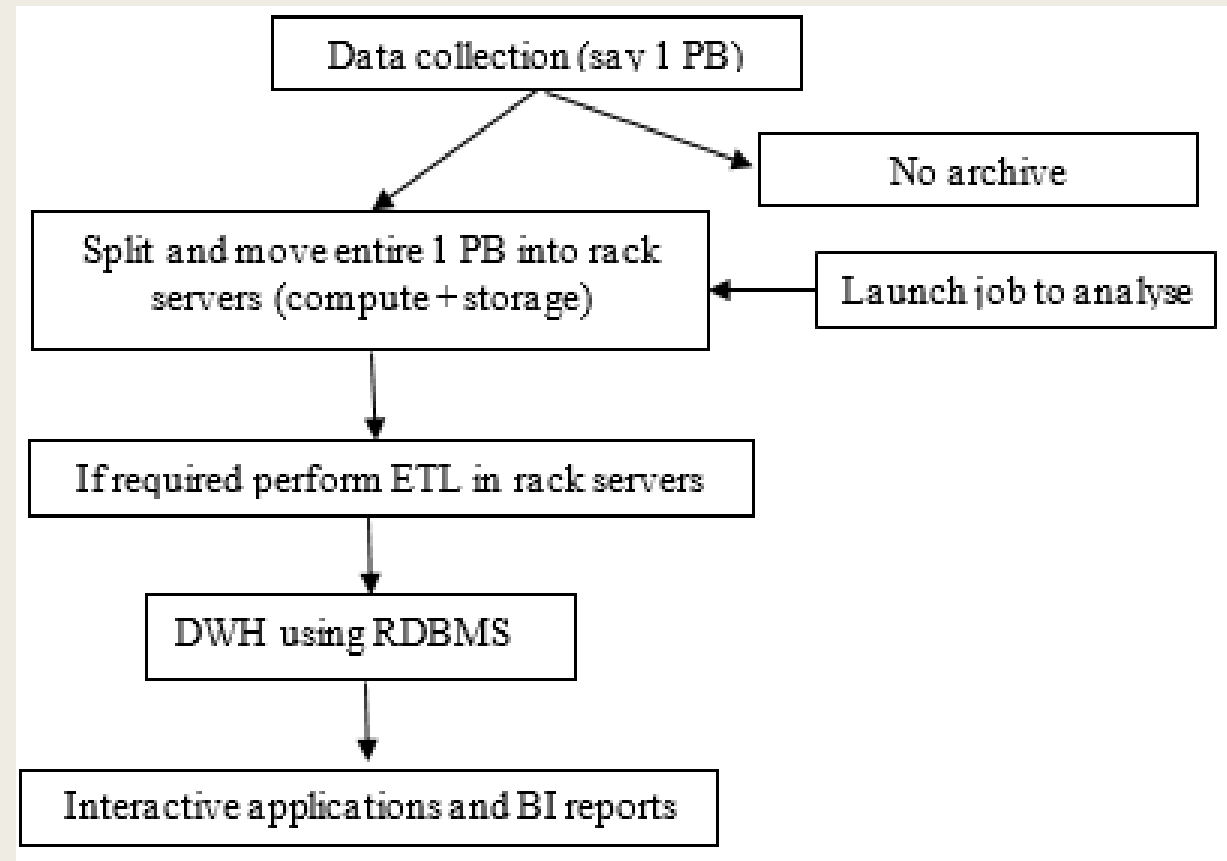 Data collection (say 1 PB)
No archive
Split and move entire 1 PB into rack
servers (compute + storage)
Launch job to analyse
If required perform ETL in rack servers
DWH using RDBMS
Interactive applications and BI reports